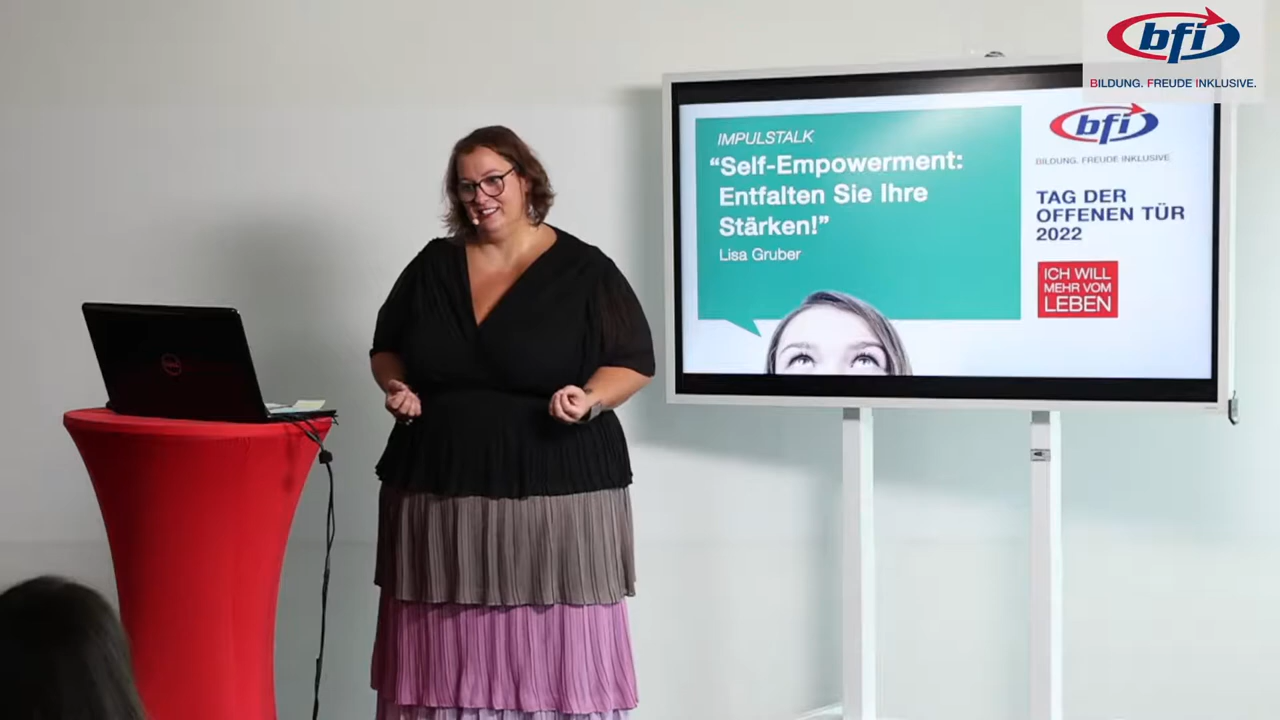 bfi
BILDUNG. FREUDE INKLUSIVE.
IMPULSTALK
“Self-Empowerment:
Entfalten Sie Ihre
Stärken!”
Lisa Gruber
bfi
BILDUNG. FREUDE INKLUSIVE
TAG DER
OFFENEN TÜR
2022
ICH WILL
MEHR VOM
LEBEN
DELL